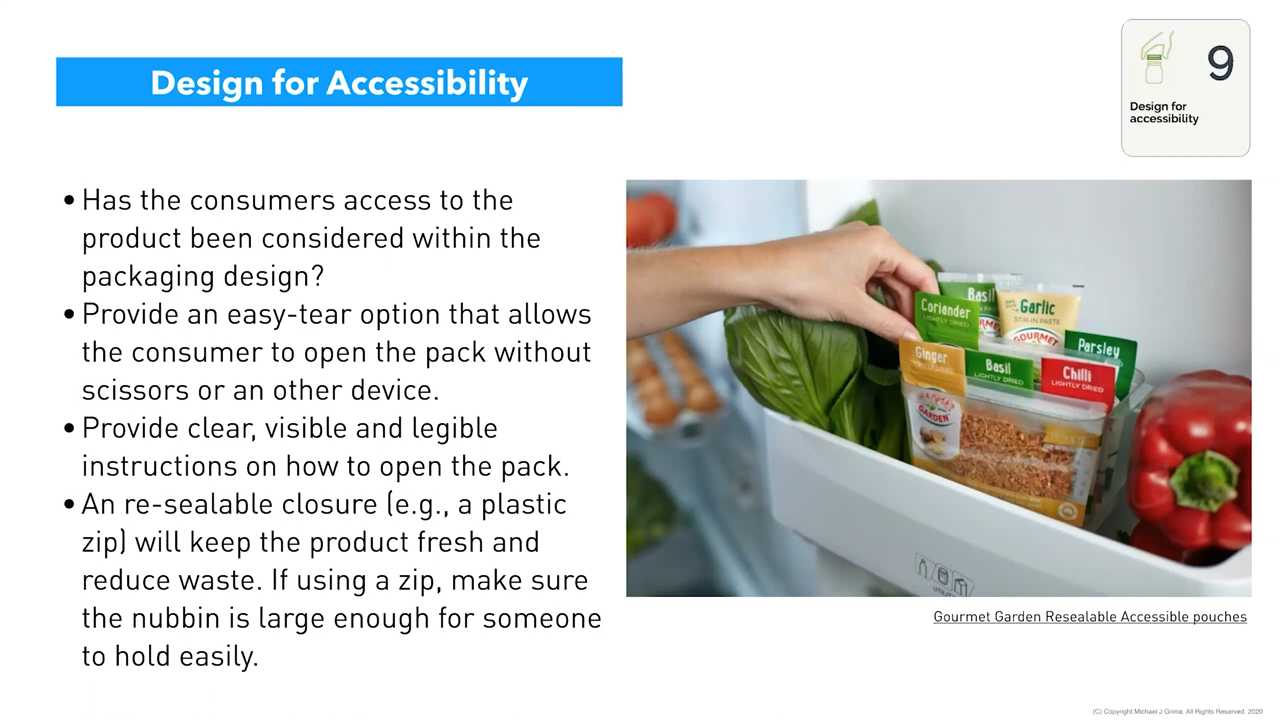 Design for Accessibility
9
Design for
accessibility
• Has the consumers access to the
product been considered within the
packaging design?
• Provide an easy-tear option that allows
the consumer to open the pack without
scissors or an other device.
• Provide clear, visible and legible
instructions on how to open the pack.
• An re-sealable closure (e.g., a plastic
zip) will keep the product fresh and
reduce waste. If using a zip, make sure
the nubbin is large enough for someone
to hold easily.
Basil
Garlic
STIR-IN PASTE
GOURMET
Coriander
LIGHTLY DRIED
Parsley
Ginger
Basil
LIGHTLY DRIED
Chilli
LIGHTLY DRIED
GARDEN
Gourmet Garden Resealable Accessible pouches
(C) Copyright Michael J Grima. All Rights Reserved. 2020